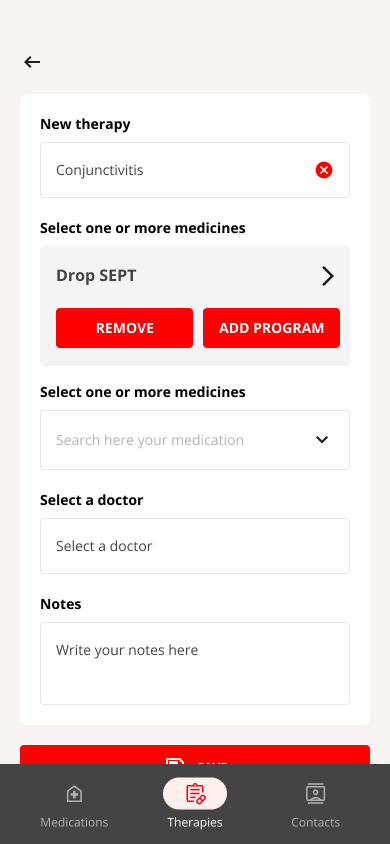 New therapy
Conjunctivitis
Select one or more medicines
Drop SEPT
REMOVE
ADD PROGRAM
Select one or more medicines
Search here your medication
Select a doctor
Select a doctor
Notes
Write your notes here
Medications
Therapies
Contacts